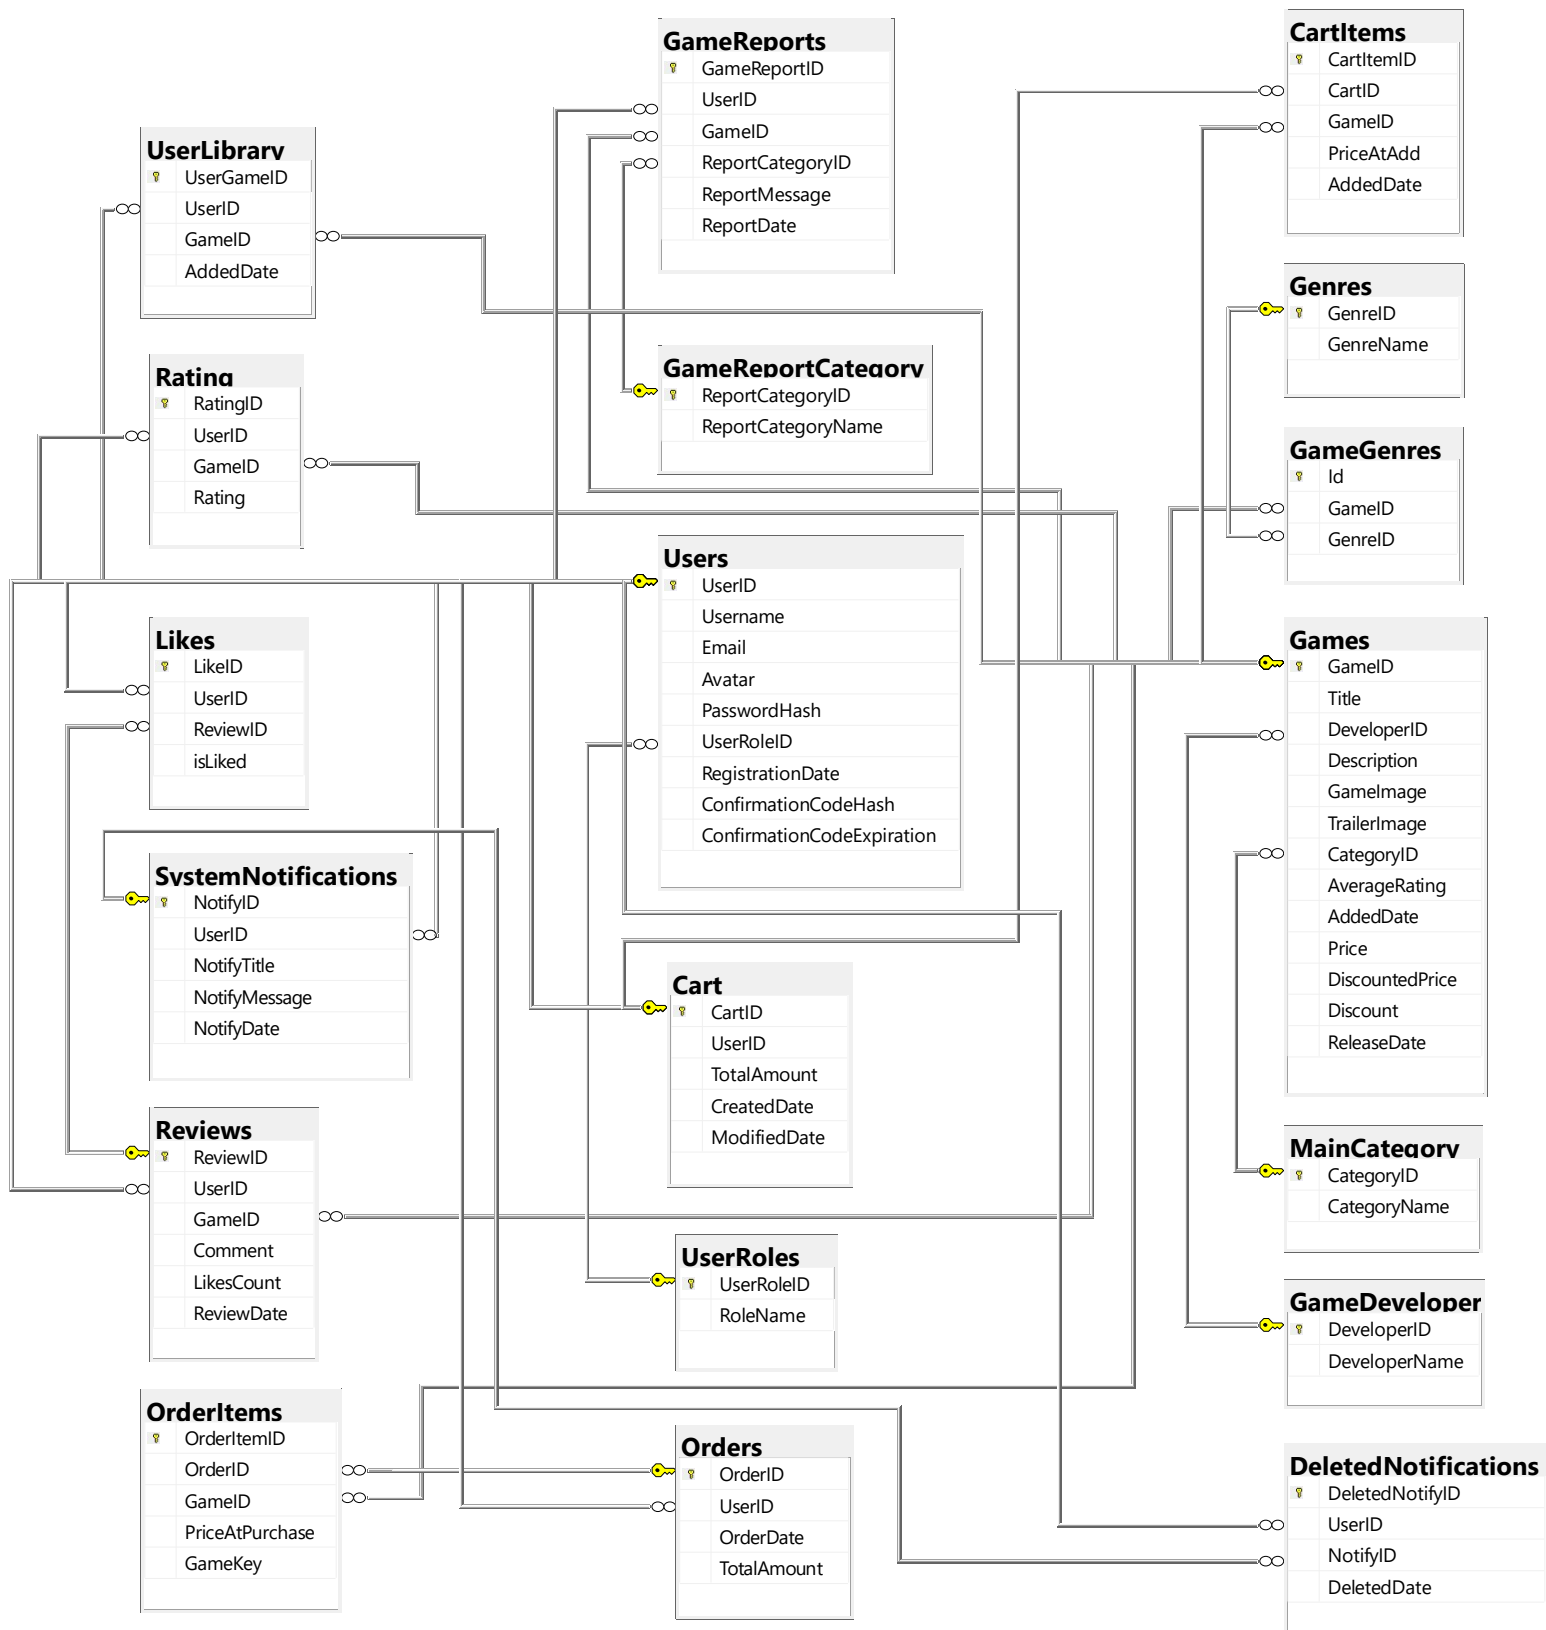 GameReports
GameReportID
UserID
GameID
ReportCategoryID
ReportMessage
ReportDate
CartItems
CartItemID
CartID
GameID
PriceAtAdd
AddedDate
UserLibrary
UserGameID
UserID
GameID
AddedDate
Genres
GenreID
GenreName
Rating
RatingID
UserID
GameID
Rating
GameReportCategory
ReportCategoryID
ReportCategoryName
GameGenres
Id
GameID
GenreID
Users
UserID
Username
Email
Avatar
PasswordHash
UserRoleID
RegistrationDate
ConfirmationCodeHash
ConfirmationCodeExpiration
Likes
LikeID
UserID
ReviewID
isLiked
Games
GameID
Title
DeveloperID
Description
GameImage
TrailerImage
CategoryID
AverageRating
AddedDate
Price
DiscountedPrice
Discount
ReleaseDate
SystemNotifications
NotifyID
UserID
NotifyTitle
NotifyMessage
NotifyDate
Cart
CartID
UserID
TotalAmount
CreatedDate
ModifiedDate
Reviews
ReviewID
UserID
GameID
Comment
LikesCount
ReviewDate
MainCategory
CategoryID
CategoryName
UserRoles
UserRoleID
RoleName
GameDeveloper
DeveloperID
DeveloperName
OrderItems
OrderItemID
OrderID
GameID
PriceAtPurchase
GameKey
Orders
OrderID
UserID
OrderDate
TotalAmount
DeletedNotifications
DeletedNotifyID
UserID
NotifyID
DeletedDate